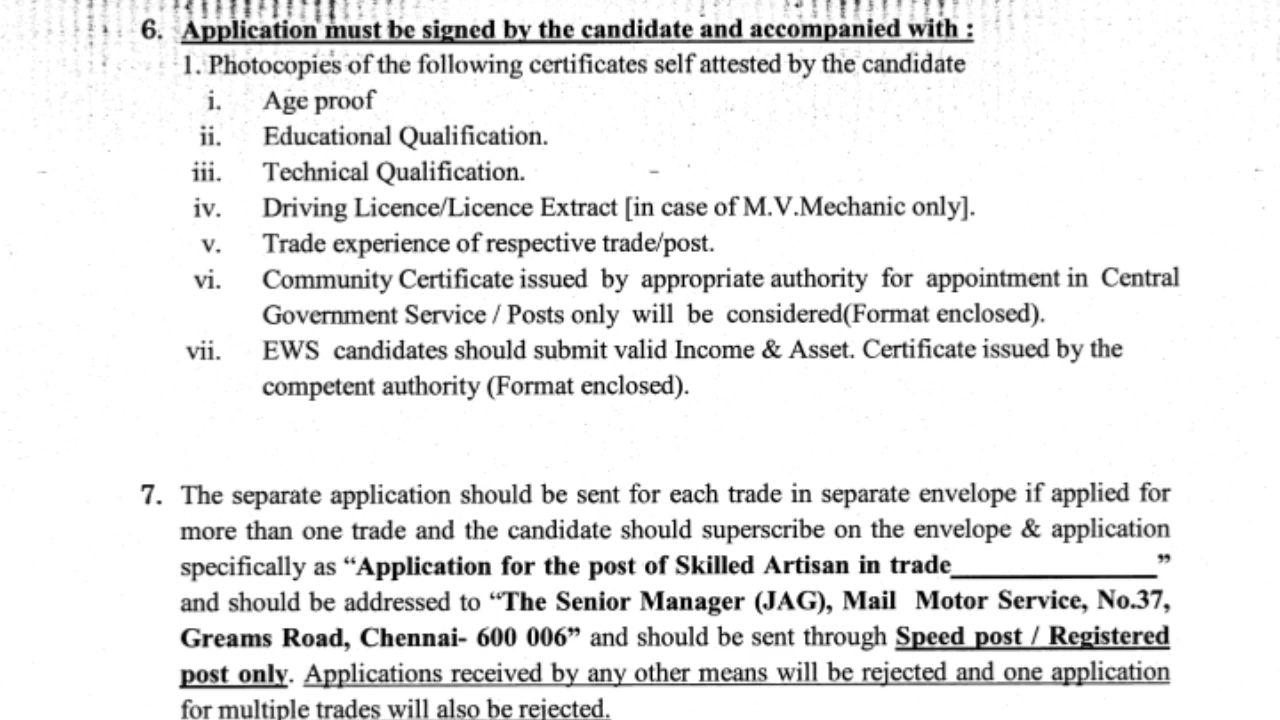 6. Application must be signed by the candidate and accompanied with :
1. Photocopies of the following certificates self attested by the candidate
i. Age proof
ii. Educational Qualification.
iii. Technical Qualification.
iv. Driving Licence/Licence Extract [in case of M.V.Mechanic only].
v. Trade experience of respective trade/post.
vi. Community Certificate issued by appropriate authority for appointment in Central
Government Service / Posts only will be considered(Format enclosed).
vii. EWS candidates should submit valid Income & Asset. Certificate issued by the
competent authority (Format enclosed).
7. The separate application should be sent for each trade in separate envelope if applied for
more than one trade and the candidate should superscribe on the envelope & application
specifically as “Application for the post of Skilled Artisan in trade_______________”
and should be addressed to “The Senior Manager (JAG), Mail Motor Service, No.37,
Greams Road, Chennai- 600 006” and should be sent through Speed post / Registered
post only. Applications received by any other means will be rejected and one application
for multiple trades will also be rejected.